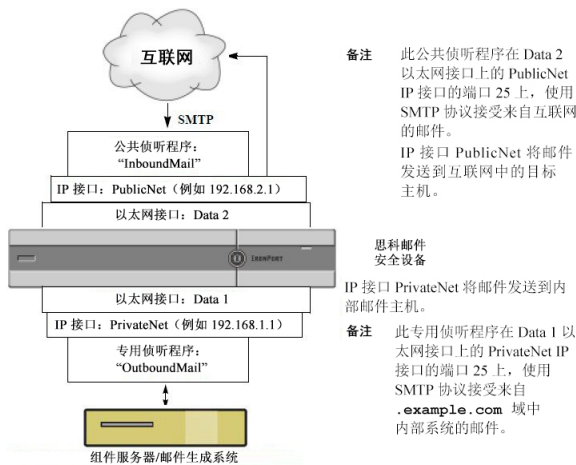 互联网
SMTP
公共侦听程序：
“InboundMail”
IP 接口：PublicNet（例如 192.168.2.1）
以太网接口：Data 2
IRONPORT
以太网接口：Data 1
IP 接口：PrivateNet（例如 192.168.1.1）
专用侦听程序：
“OutboundMail”
组件服务器/邮件生成系统
备注 此公共侦听程序在 Data 2
以太网接口上的 PublicNet
IP 接口的端口 25 上，使用
SMTP 协议接受来自互联网
的邮件。
IP 接口 PublicNet 将邮件
发送到互联网中的目标
主机。
思科邮件
安全设备
IP 接口 PrivateNet 将邮件发送到内
部邮件主机。
备注 此专用侦听程序在 Data 1 以
太网接口上的 PrivateNet IP
接口的端口 25 上，使用
SMTP 协议接受来自
.example.com 域中
内部系统的邮件。